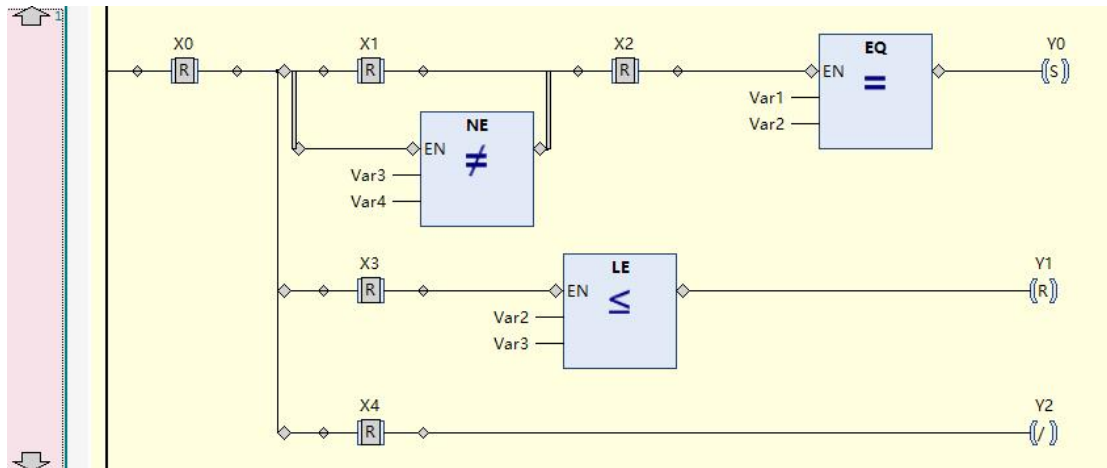 1
X0 X1 X2 EQ Y0
R R R EN = S
Var1
Var2
NE
EN ≠
Var3
Var4
X3 LE Y1
R EN ≤ R
Var2
Var3
X4 Y2
R /